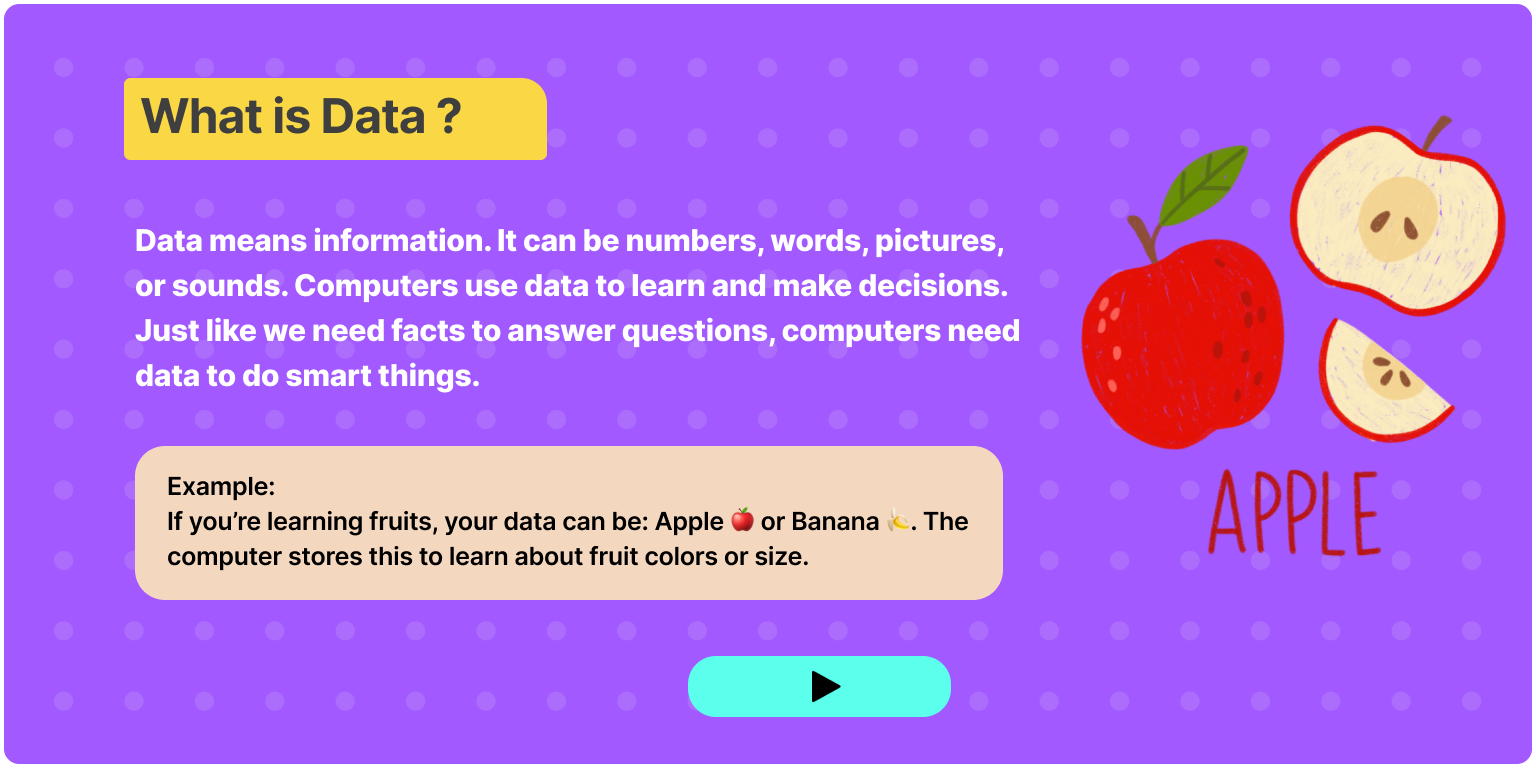 What is Data ?
Data means information. It can be numbers, words, pictures,
or sounds. Computers use data to learn and make decisions.
Just like we need facts to answer questions, computers need
data to do smart things.
Example:
If you’re learning fruits, your data can be: Apple 🍎 or Banana 🍌. The
computer stores this to learn about fruit colors or size.
APPLE